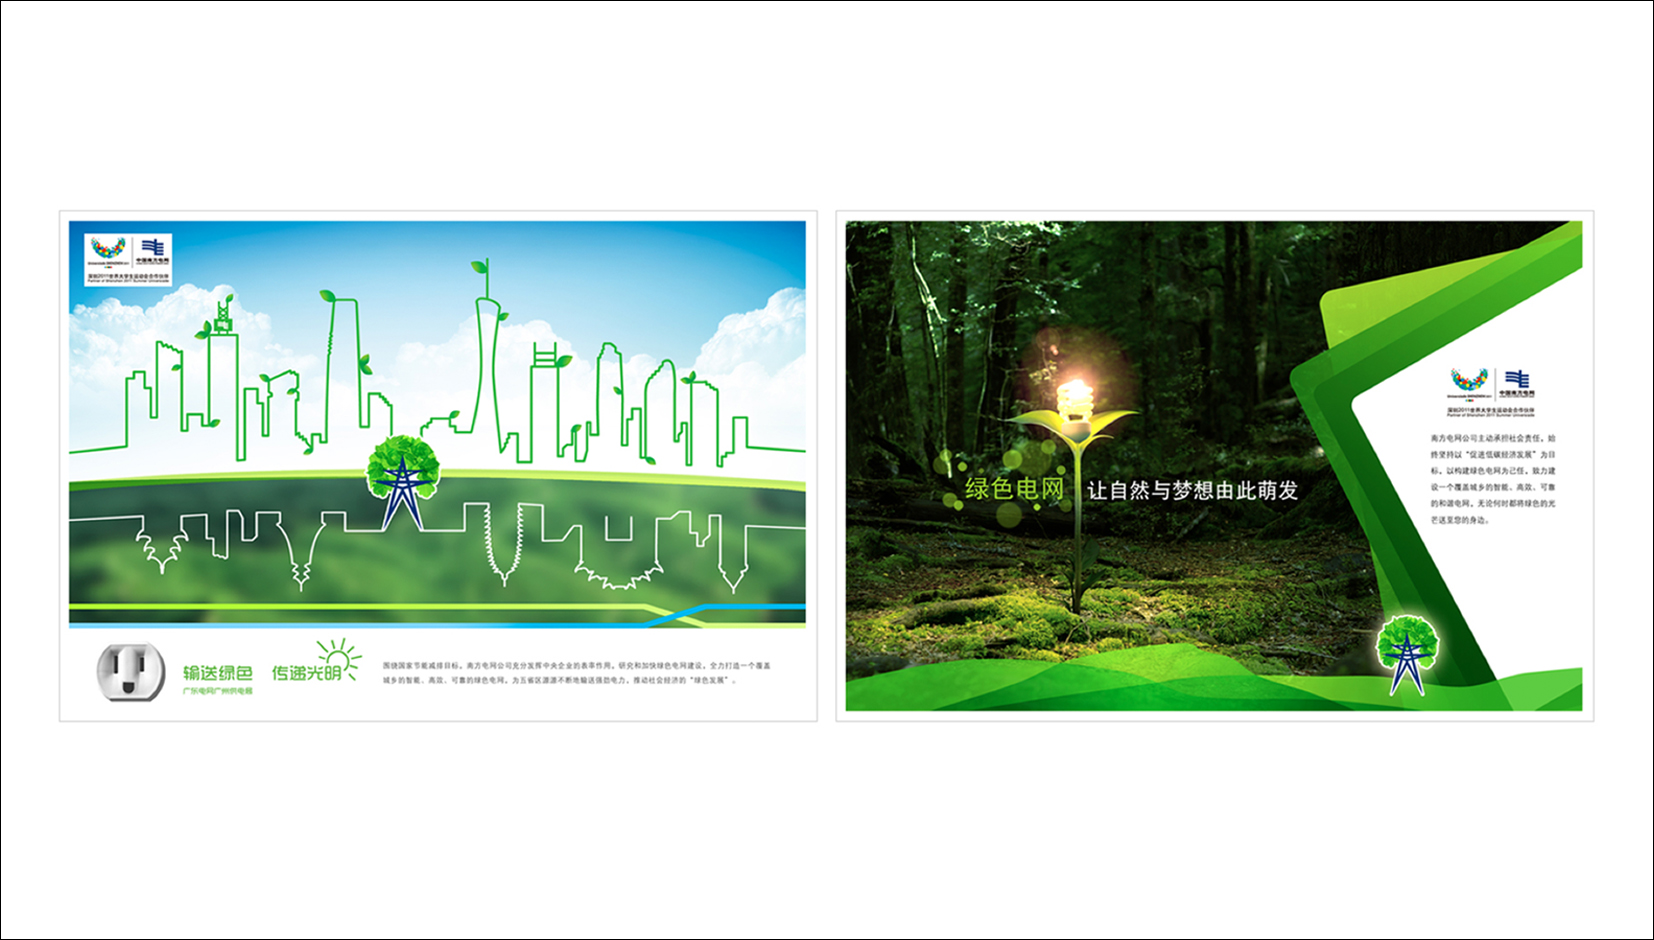 Universiade SHENZHEN 2011
中国南方电网
深圳2011世界大学生运动会合作伙伴
Partner of Shenzhen 2011 Summer Universiade
输送绿色 传递光明
广东电网广州供电局
围绕国家节能减排目标，南方电网公司充分发挥中央企业的表率作用，研究和加快绿色电网建设，全力打造一个覆盖
城乡的智能、高效、可靠的绿色电网，为五省区源源不断地输送强劲电力，推动社会经济的“绿色发展”。
绿色电网 让自然与梦想由此萌发
Universiade SHENZHEN 2011
中国南方电网
深圳2011世界大学生运动会合作伙伴
Partner of Shenzhen 2011 Summer Universiade
南方电网公司主动承担社会责任，始
终坚持以“促进低碳经济发展”为目
标，以构建绿色电网为己任，致力建
设一个覆盖城乡的智能、高效、可靠
的和谐电网，无论何时都将绿色的光
芒送至您的身边。